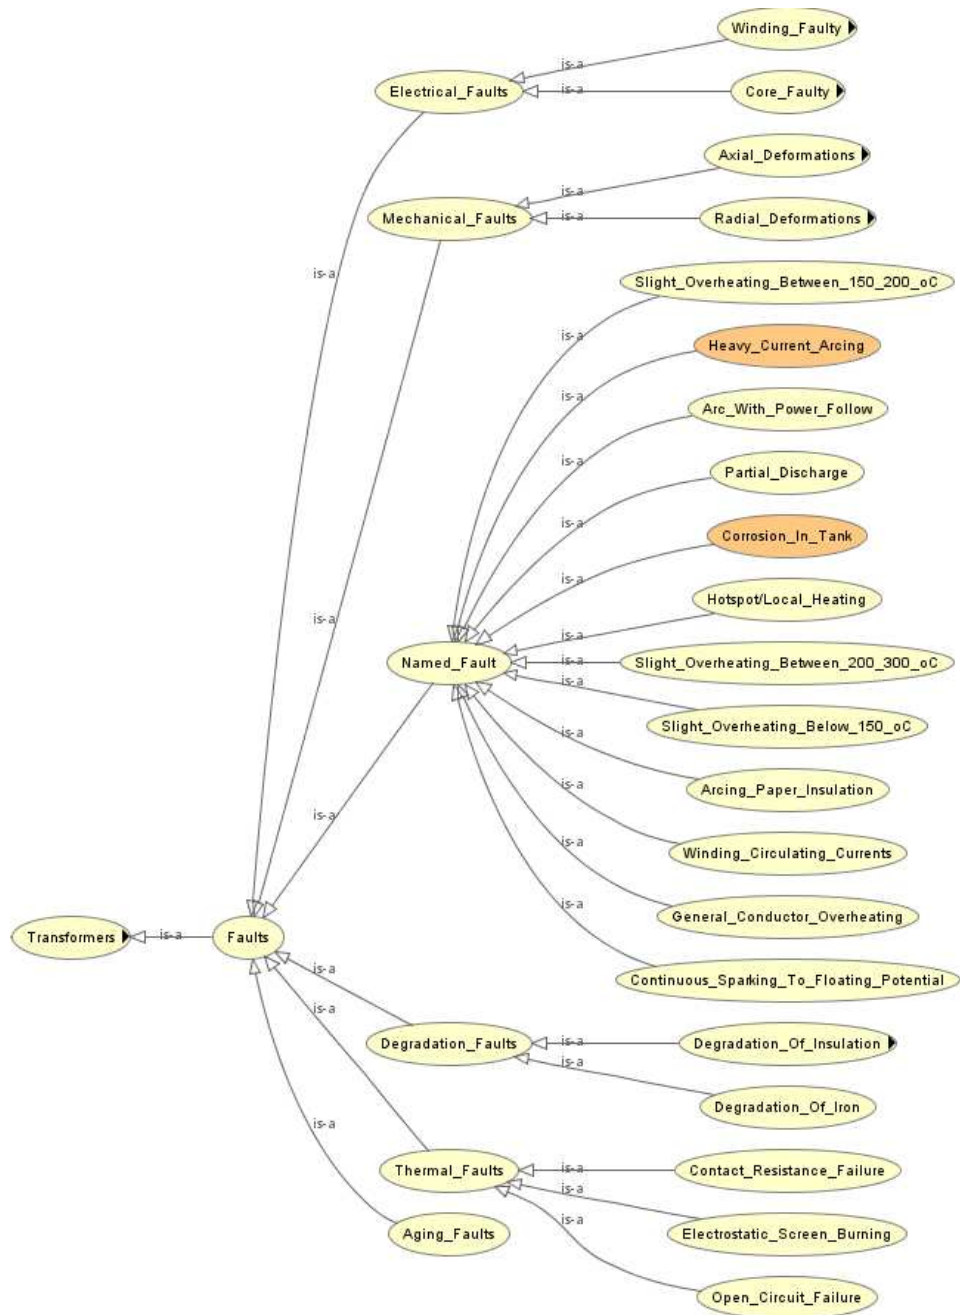 Winding_Faulty
is-a
Electrical_Faults
is-a
Core_Faulty
Axial_Deformations
is-a
Mechanical_Faults
is-a
Radial_Deformations
is-a
Slight_Overheating_Between_150_200_oC
is-a
Heavy_Current_Arcing
is-a
Arc_With_Power_Follow
is-a
Partial_Discharge
is-a
Corrosion_In_Tank
is-a
Hotspot/Local_Heating
is-a
is-a
Named_Fault
is-a
Slight_Overheating_Between_200_300_oC
is-a
Slight_Overheating_Below_150_oC
is-a
Arcing_Paper_Insulation
is-a
is-a
Winding_Circulating_Currents
is-a
General_Conductor_Overheating
is-a
Transformers
is-a
Faults
Continuous_Sparking_To_Floating_Potential
is-a
is-a
Degradation_Faults
is-a
Degradation_Of_Insulation
is-a
Degradation_Of_Iron
is-a
Thermal_Faults
is-a
Contact_Resistance_Failure
is-a
is-a
Aging_Faults
Electrostatic_Screen_Burning
Open_Circuit_Failure